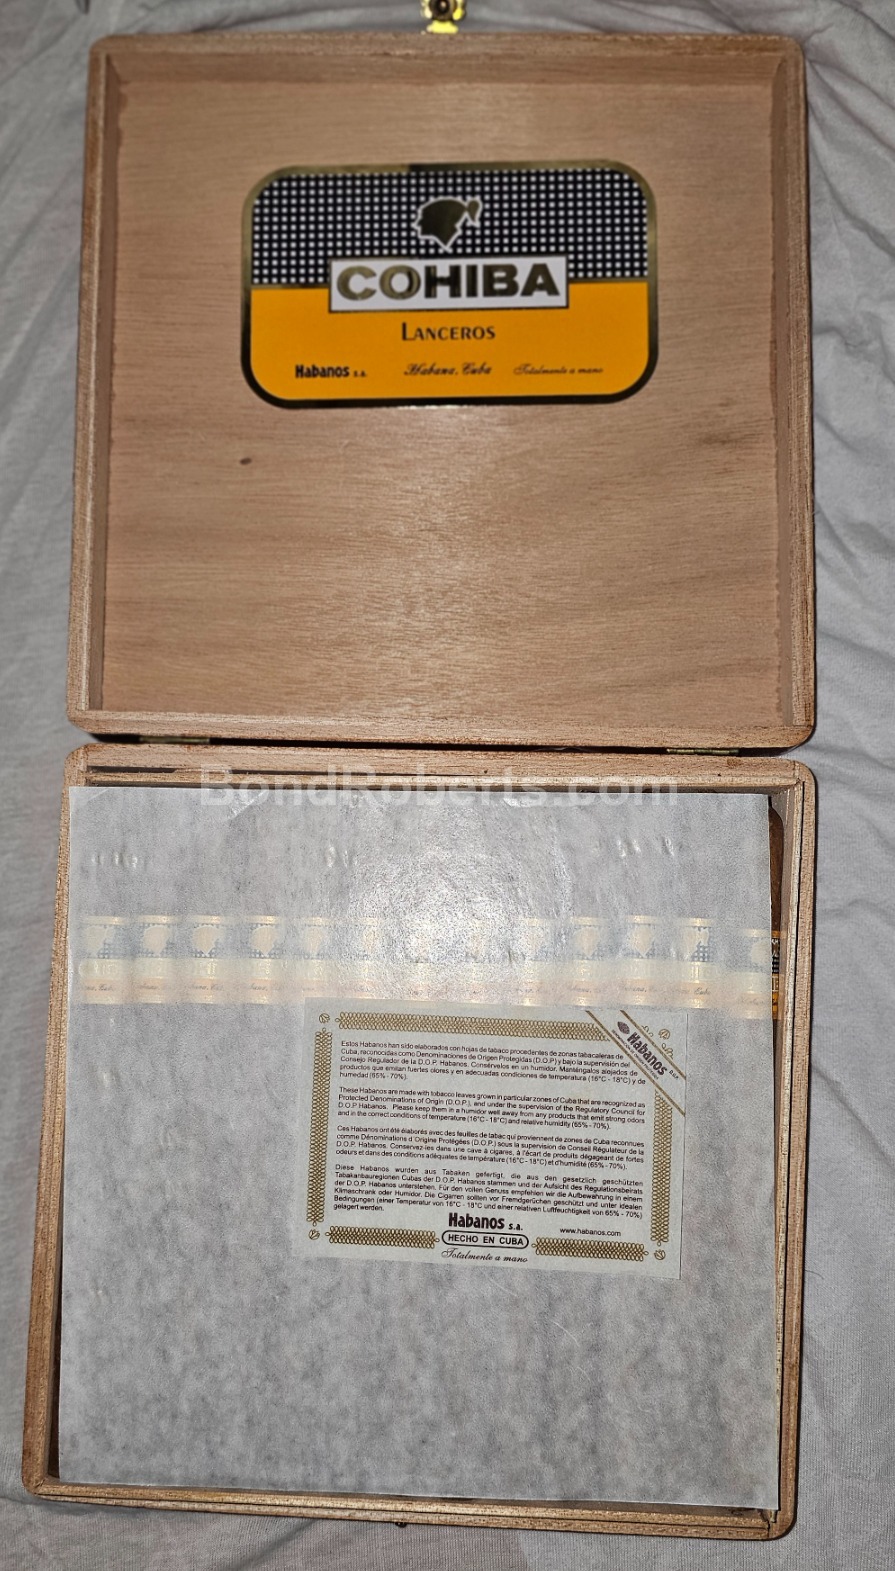 COHIBA
LANCEROS
Habanos s.a.
Habana, Cuba
Totalmente a mano
BondRoberts.com
Habanos s.a.
Estos Habanos han sido elaborados con hojas de tabaco procedentes de zonas tabacaleras de
Cuba, reconocidas como Denominaciones de Origen Protegidas (D.O.P) y bajo la supervisión del
Consejo Regulador de la D.O.P. Habanos. Consérvelos en un humidor. Manténgalos alejados de
productos que emitan fuertes olores y en adecuadas condiciones de temperatura (16°C - 18°C) y de
humedad (65% - 70%).
These Habanos are made with tobacco leaves grown in particular zones of Cuba that are recognized as
Protected Denominations of Origin (D.O.P.), and under the supervision of the Regulatory Council for
D.O.P Habanos. Please keep them in a humidor well away from any products that emit strong odors
and in the correct conditions of temperature (16°C - 18°C) and relative humidity (65% - 70%).
Ces Habanos ont été élaborés avec des feuilles de tabac qui proviennent de zones de Cuba reconnues
comme Dénominations d'Origine Protégées (D.O.P.) sous la supervision de Conseil Régulateur de la
D.O.P. Habanos. Conservez-les dans une cave à cigares, à l'écart de produits dégageant de fortes
odeurs et dans des conditions adéquates de température (16°C - 18°C) et d'humidité (65% - 70%).
Diese Habanos wurden aus Tabaken gefertigt, die aus den gesetzlich geschützten
Tabakanbauregionen Cubas der D.O.P. Habanos stammen und der Aufsicht des Regulationsbeirats
der D.O.P. Habanos unterstehen. Für den vollen Genuss empfehlen wir die Aufbewahrung in einem
Klimaschrank oder Humidor. Die Cigarren sollten vor Fremdgerüchen geschützt und unter idealen
Bedingungen (einer Temperatur von 16°C - 18°C und einer relativen Luftfeuchtigkeit von 65% - 70%)
gelagert werden.
Habanos s.a.
www.habanos.com
HECHO EN CUBA
Totalmente a mano